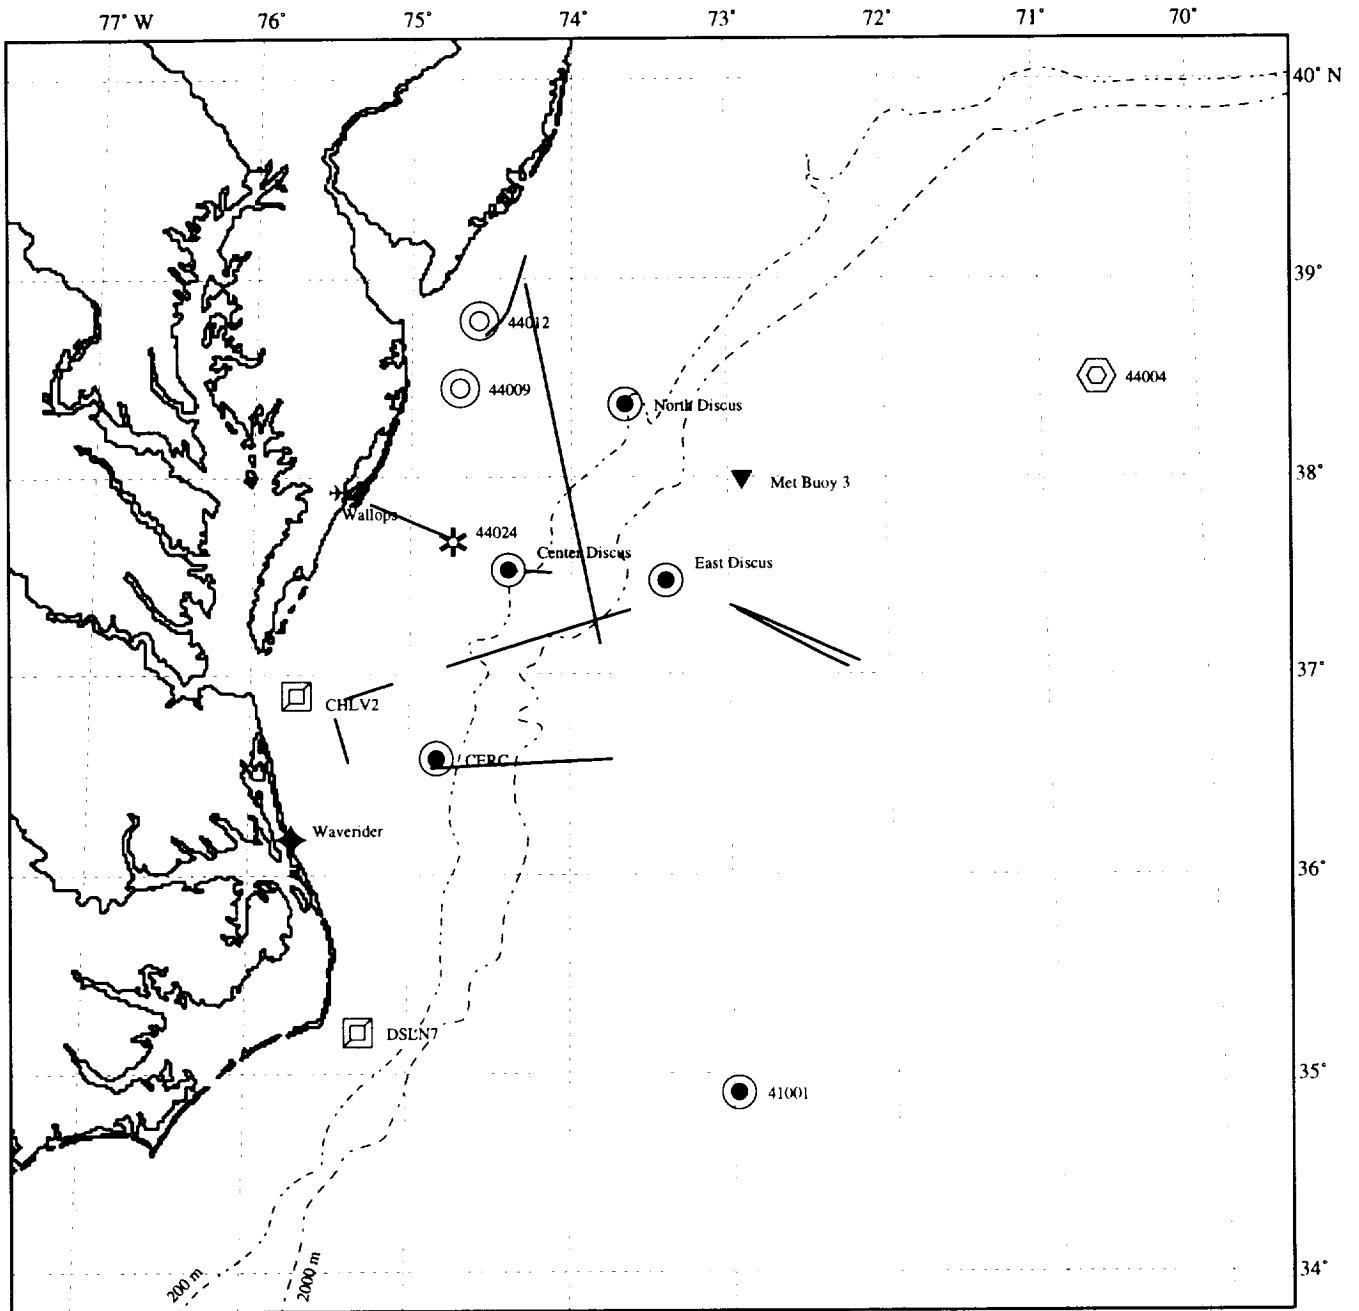 77° W 76° 75° 74° 73° 72° 71° 70°
40° N
39°
44012
44004
44009
North Discus
38°
Met Buoy 3
Wallops
44024
Center Discus
East Discus
37°
CHLV2
CERC
Waverider
36°
DSLN7
35°
41001
34°
200 m
2000 m